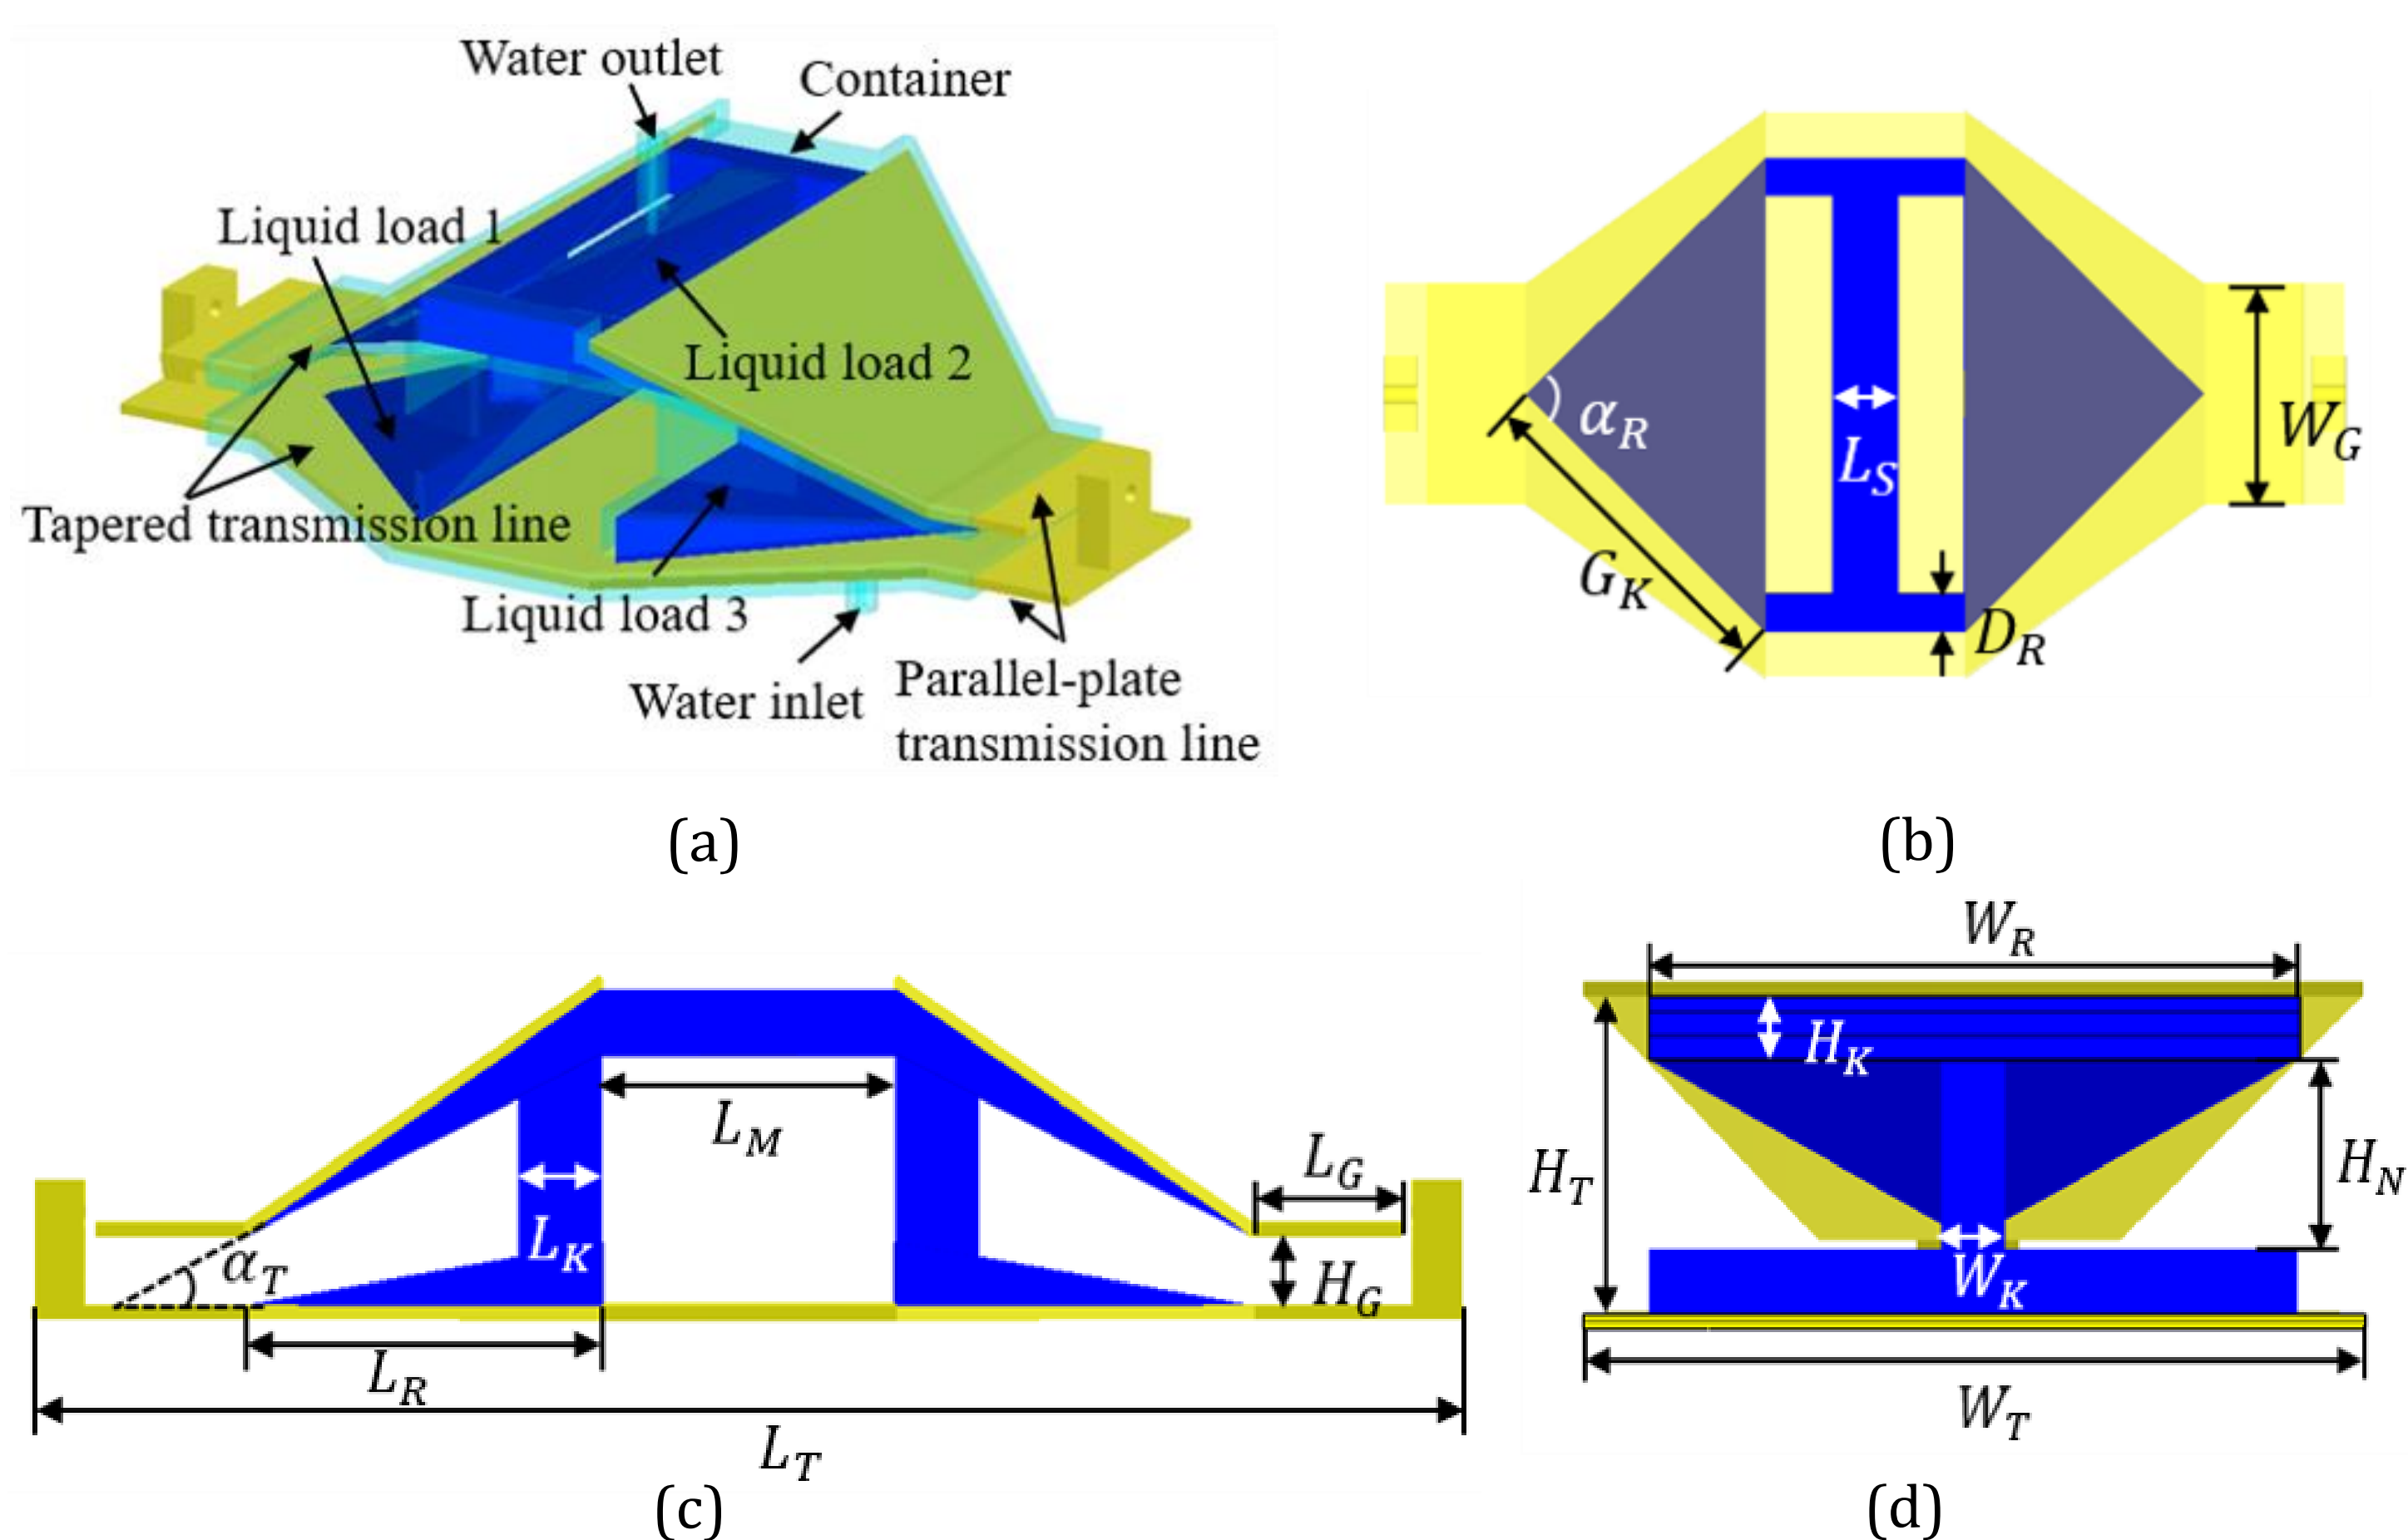 Water outlet
Container
Liquid load 1
Liquid load 2
Tapered transmission line
Liquid load 3
Water inlet
Parallel-plate
transmission line
(a)
α_R
L_S
W_G
G_K
D_R
(b)
L_M
L_G
L_K
α_T
H_G
L_R
L_T
(c)
W_R
H_K
H_T
H_N
W_K
W_T
(d)